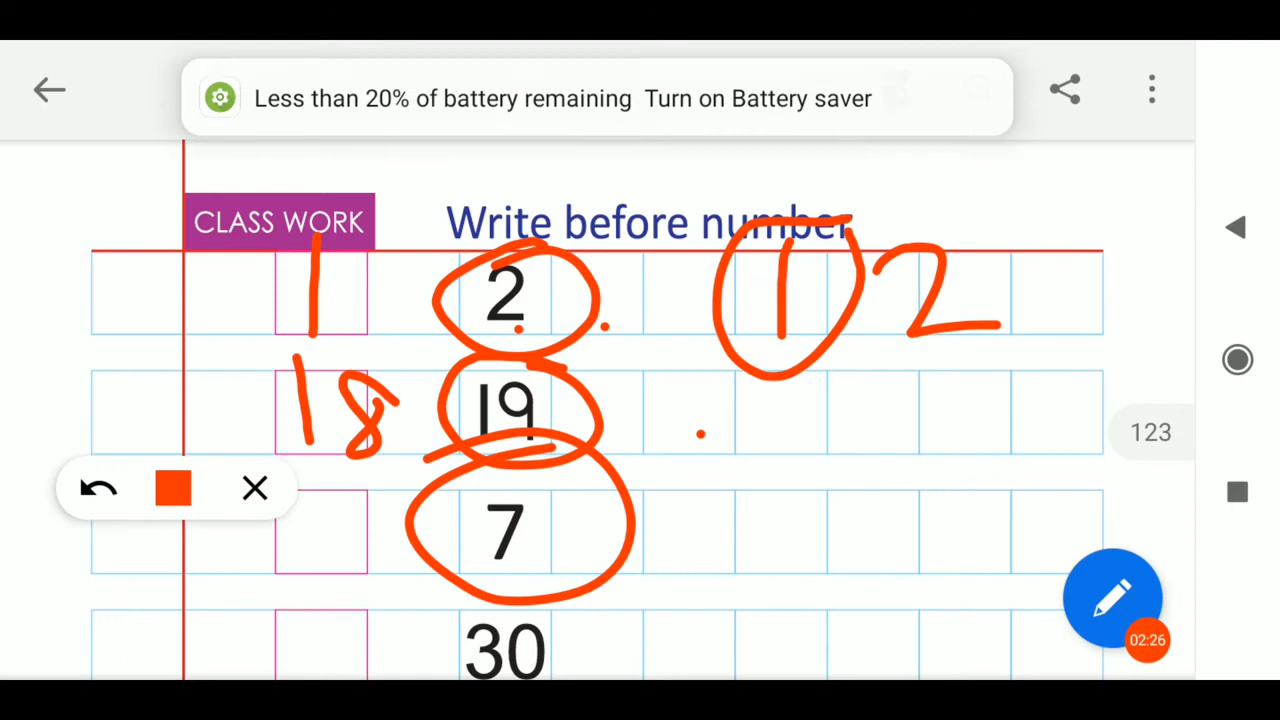 Less than 20% of battery remaining Turn on Battery saver
CLASS WORK Write before number
1 2 1 2
18 19
123
7
02:26
30